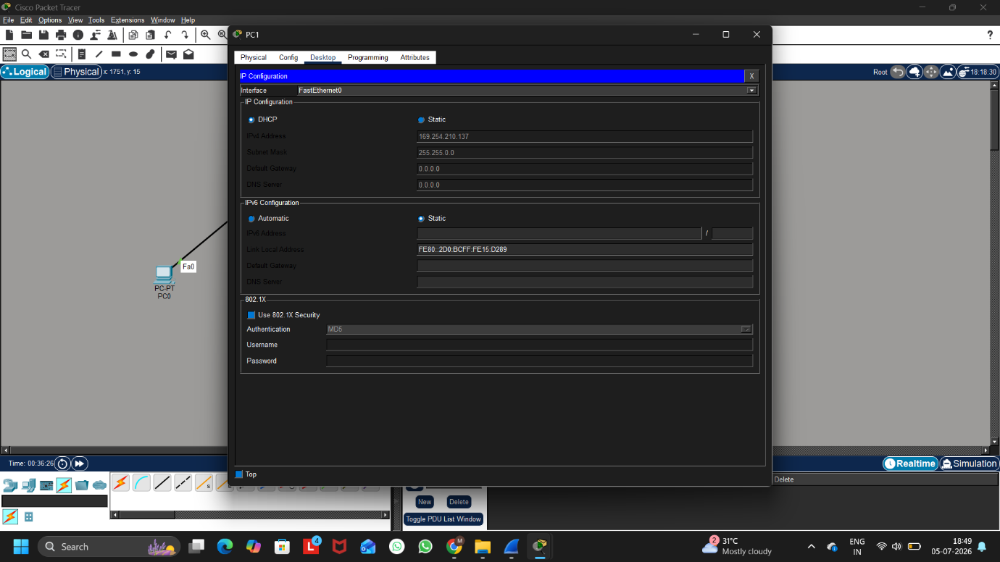 Cisco Packet Tracer
File Edit Options View Tools Extensions Window Help
PC1
?
Physical Config Desktop Programming Attributes
Logical Physical x: 1751, y: 15
Root 18:18:30
IP Configuration X
Interface FastEthernet0
IP Configuration
DHCP Static
IPv4 Address 169.254.210.137
Subnet Mask 255.255.0.0
Default Gateway 0.0.0.0
DNS Server 0.0.0.0
IPv6 Configuration
Automatic Static
IPv6 Address /
Link Local Address FE80::2D0:BCFF:FE15:D289
Default Gateway
DNS Server
Fa0
PC-PT
PC0
802.1X
Use 802.1X Security
Authentication MD5
Username
Password
Time: 00:36:26
Realtime Simulation
Top
Delete
New Delete
Toggle PDU List Window
Search
4
M
2
31°C
Mostly cloudy
ENG
IN
18:49
05-07-2026